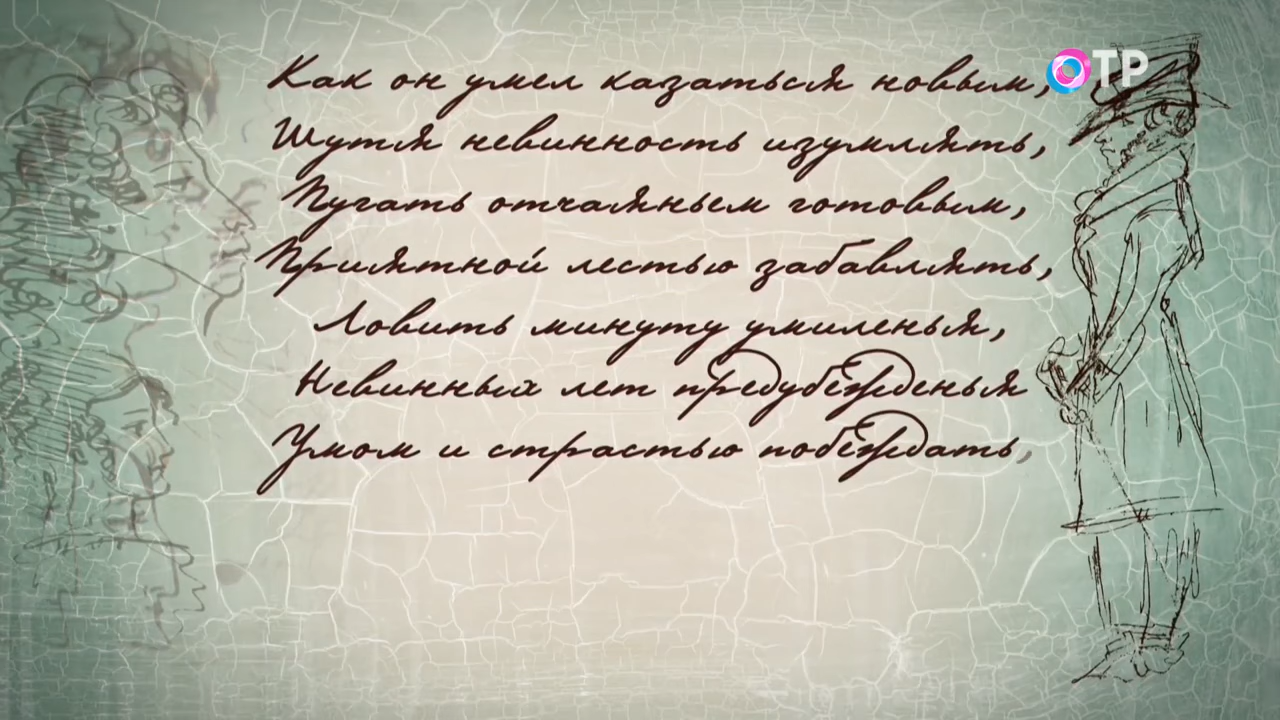 ОТР
Как он умел казаться новым,
Шутя невинность изумлять,
Пугать отчаяньем готовым,
Приятной лестью забавлять,
Ловить минуту умиленья,
Невинных лет предубежденья
Умом и страстью побеждать,